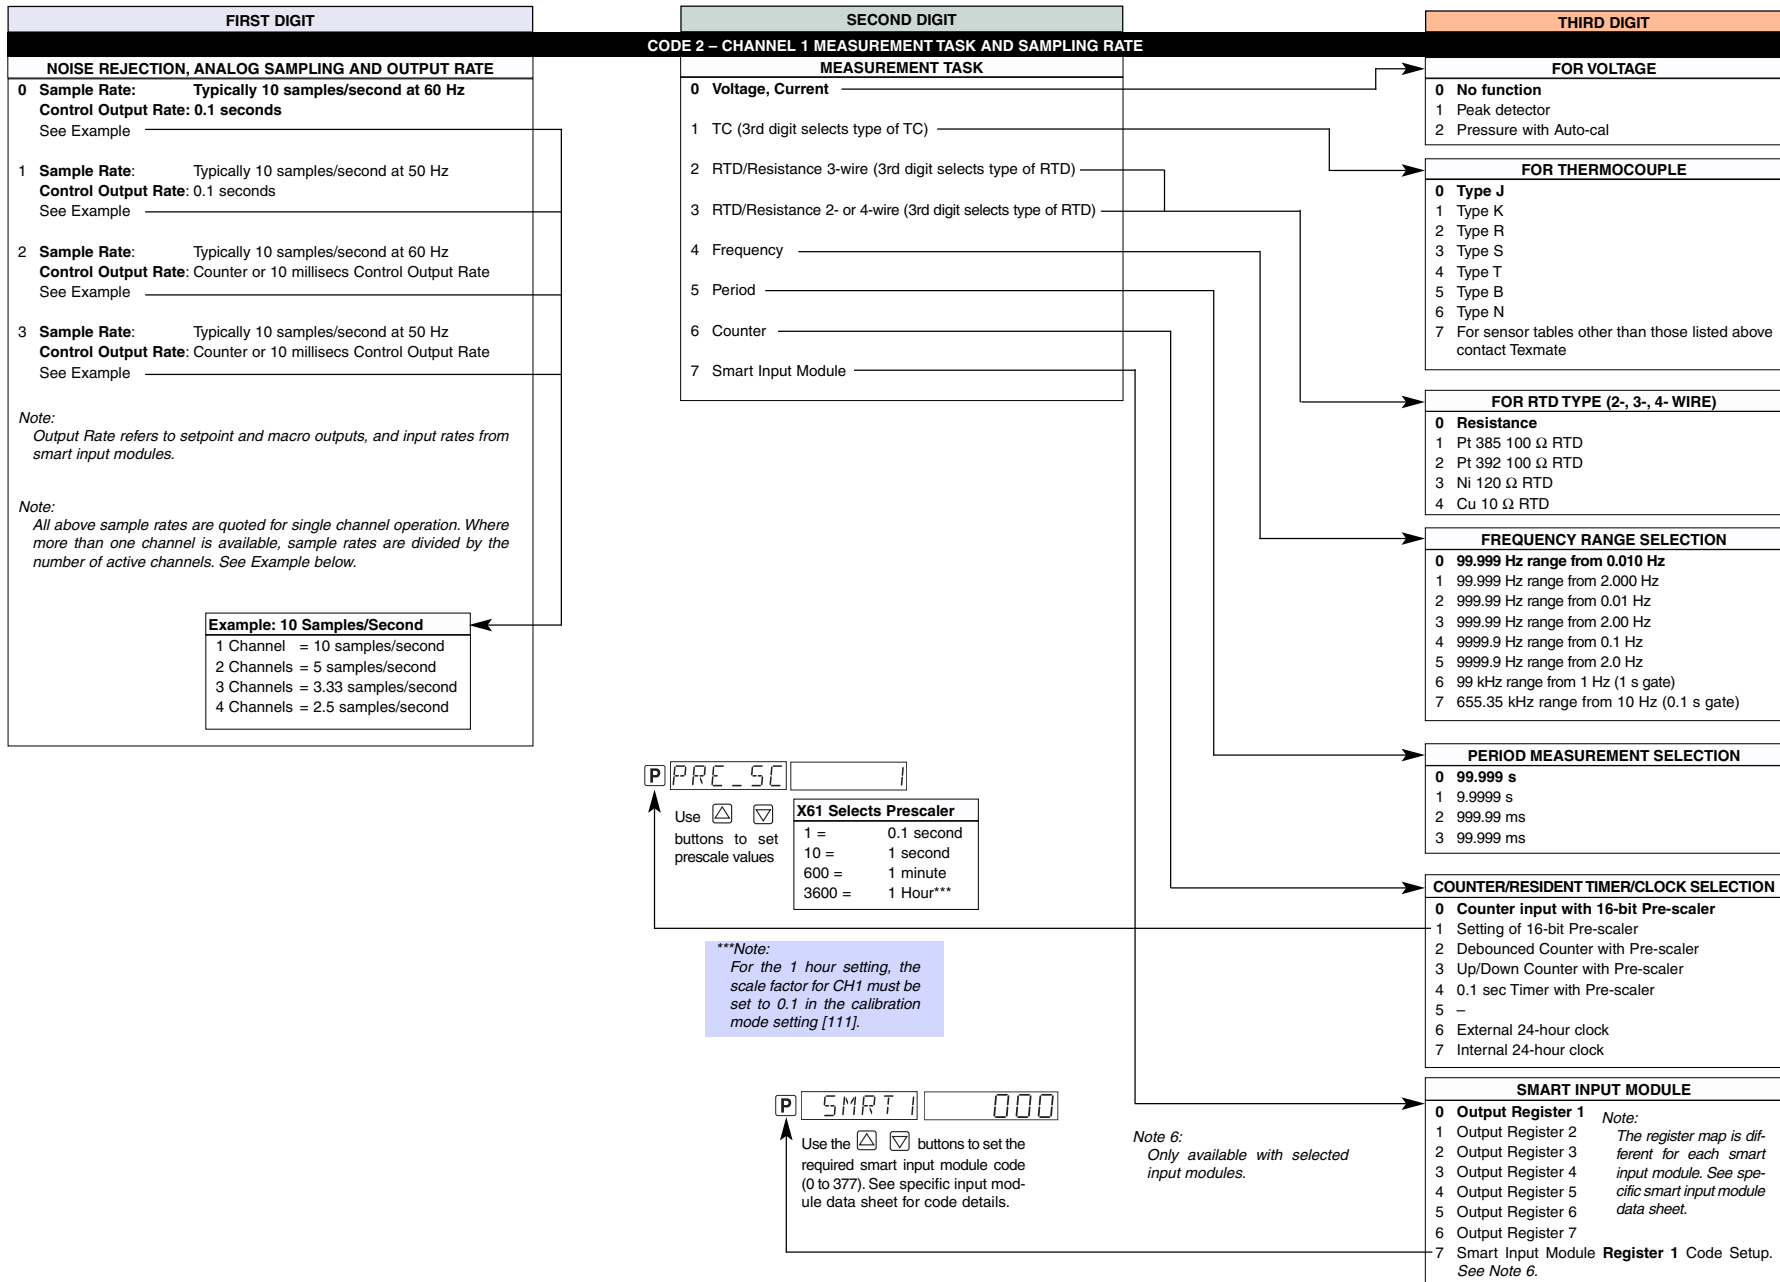 FIRST DIGIT
SECOND DIGIT
THIRD DIGIT
CODE 2 – CHANNEL 1 MEASUREMENT TASK AND SAMPLING RATE
NOISE REJECTION, ANALOG SAMPLING AND OUTPUT RATE
0 Sample Rate: Typically 10 samples/second at 60 Hz
Control Output Rate: 0.1 seconds
See Example
1 Sample Rate: Typically 10 samples/second at 50 Hz
Control Output Rate: 0.1 seconds
See Example
2 Sample Rate: Typically 10 samples/second at 60 Hz
Control Output Rate: Counter or 10 millisecs Control Output Rate
See Example
3 Sample Rate: Typically 10 samples/second at 50 Hz
Control Output Rate: Counter or 10 millisecs Control Output Rate
See Example
Note:
Output Rate refers to setpoint and macro outputs, and input rates from
smart input modules.
Note:
All above sample rates are quoted for single channel operation. Where
more than one channel is available, sample rates are divided by the
number of active channels. See Example below.
Example: 10 Samples/Second
1 Channel = 10 samples/second
2 Channels = 5 samples/second
3 Channels = 3.33 samples/second
4 Channels = 2.5 samples/second
MEASUREMENT TASK
0 Voltage, Current
1 TC (3rd digit selects type of TC)
2 RTD/Resistance 3-wire (3rd digit selects type of RTD)
3 RTD/Resistance 2- or 4-wire (3rd digit selects type of RTD)
4 Frequency
5 Period
6 Counter
7 Smart Input Module
P PRE_SC 1
Use
buttons to set
prescale values
X61 Selects Prescaler
1 = 0.1 second
10 = 1 second
600 = 1 minute
3600 = 1 Hour***
***Note:
For the 1 hour setting, the
scale factor for CH1 must be
set to 0.1 in the calibration
mode setting [111].
P SMRT1 000
Use the buttons to set the
required smart input module code
(0 to 377). See specific input mod-
ule data sheet for code details.
Note 6:
Only available with selected
input modules.
FOR VOLTAGE
0 No function
1 Peak detector
2 Pressure with Auto-cal
FOR THERMOCOUPLE
0 Type J
1 Type K
2 Type R
3 Type S
4 Type T
5 Type B
6 Type N
7 For sensor tables other than those listed above
contact Texmate
FOR RTD TYPE (2-, 3-, 4- WIRE)
0 Resistance
1 Pt 385 100 Ω RTD
2 Pt 392 100 Ω RTD
3 Ni 120 Ω RTD
4 Cu 10 Ω RTD
FREQUENCY RANGE SELECTION
0 99.999 Hz range from 0.010 Hz
1 99.999 Hz range from 2.000 Hz
2 999.99 Hz range from 0.01 Hz
3 999.99 Hz range from 2.00 Hz
4 9999.9 Hz range from 0.1 Hz
5 9999.9 Hz range from 2.0 Hz
6 99 kHz range from 1 Hz (1 s gate)
7 655.35 kHz range from 10 Hz (0.1 s gate)
PERIOD MEASUREMENT SELECTION
0 99.999 s
1 9.9999 s
2 999.99 ms
3 99.999 ms
COUNTER/RESIDENT TIMER/CLOCK SELECTION
0 Counter input with 16-bit Pre-scaler
1 Setting of 16-bit Pre-scaler
2 Debounced Counter with Pre-scaler
3 Up/Down Counter with Pre-scaler
4 0.1 sec Timer with Pre-scaler
5 –
6 External 24-hour clock
7 Internal 24-hour clock
SMART INPUT MODULE
0 Output Register 1
1 Output Register 2
2 Output Register 3
3 Output Register 4
4 Output Register 5
5 Output Register 6
6 Output Register 7
7 Smart Input Module Register 1 Code Setup.
See Note 6.
Note:
The register map is dif-
ferent for each smart
input module. See spe-
cific smart input module
data sheet.